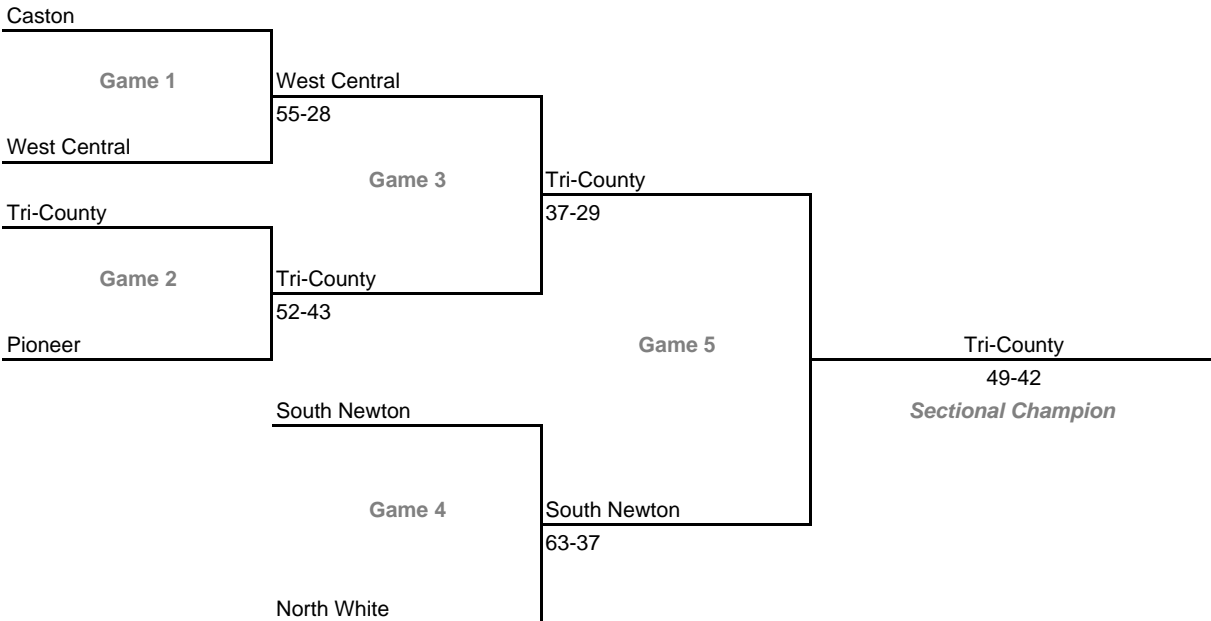 Caston
Game 1
West Central
55-28
West Central
Game 3
Tri-County
37-29
Tri-County
Game 2
Tri-County
52-43
Pioneer
Game 5
Tri-County
49-42
Sectional Champion
South Newton
Game 4
South Newton
63-37
North White